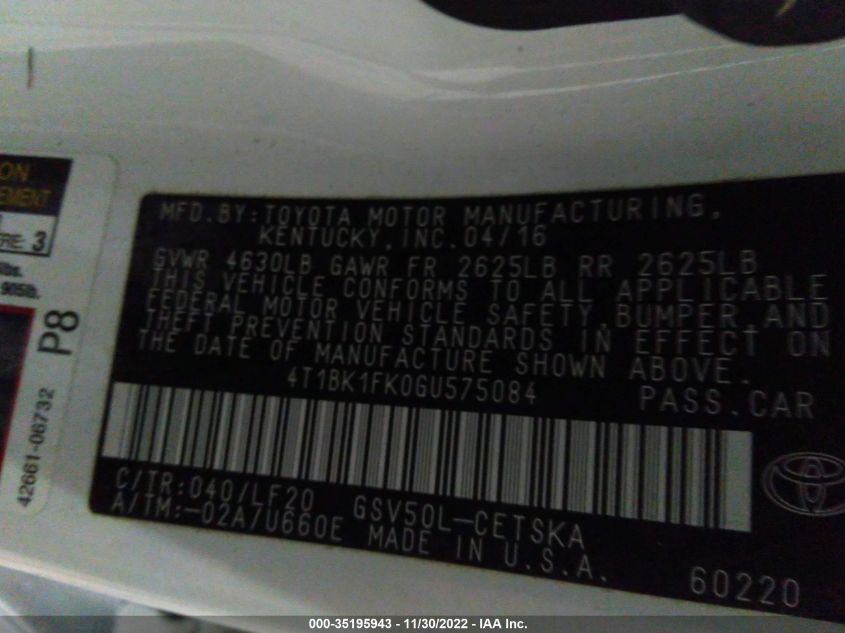 MFD.BY:TOYOTA MOTOR MANUFACTURING,
KENTUCKY,INC.04/16
GVWR 4630LB GAWR FR 2625LB RR 2625LB
THIS VEHICLE CONFORMS TO ALL APPLICABLE
FEDERAL MOTOR VEHICLE SAFETY,BUMPER,AND
THEFT PREVENTION STANDARDS IN EFFECT ON
THE DATE OF MANUFACTURE SHOWN ABOVE.
4T1BK1FK0GU575084 PASS.CAR
C/TR:040/LF20 GSV50L-CETSKA
A/TM:-02A/U660E MADE IN U.S.A.
60220
3
P8
42661-06732
000-35195943 - 11/30/2022 - IAA Inc.